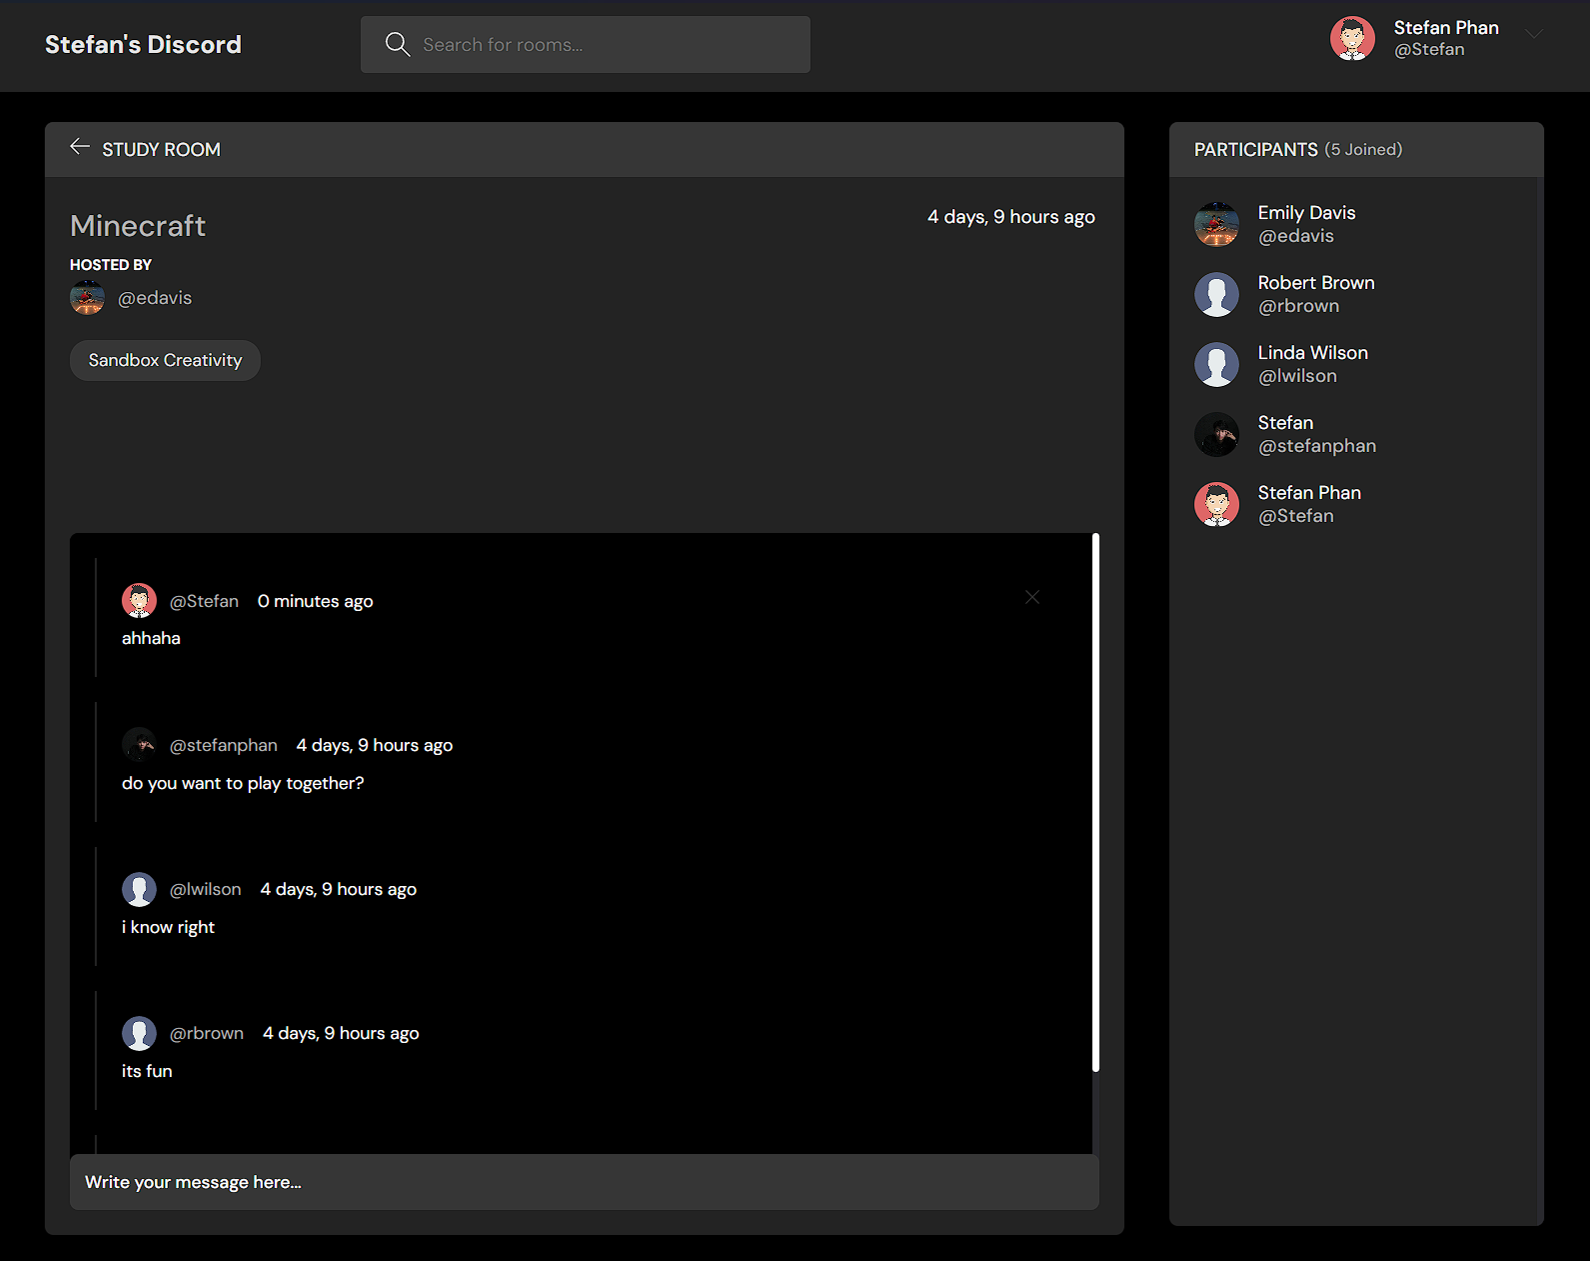 Stefan's Discord
Search for rooms...
Stefan Phan
@Stefan
STUDY ROOM
Minecraft
4 days, 9 hours ago
HOSTED BY
@edavis
Sandbox Creativity
@Stefan 0 minutes ago
ahhaha
@stefanphan 4 days, 9 hours ago
do you want to play together?
@lwilson 4 days, 9 hours ago
i know right
@rbrown 4 days, 9 hours ago
its fun
Write your message here...
PARTICIPANTS (5 Joined)
Emily Davis
@edavis
Robert Brown
@rbrown
Linda Wilson
@lwilson
Stefan
@stefanphan
Stefan Phan
@Stefan